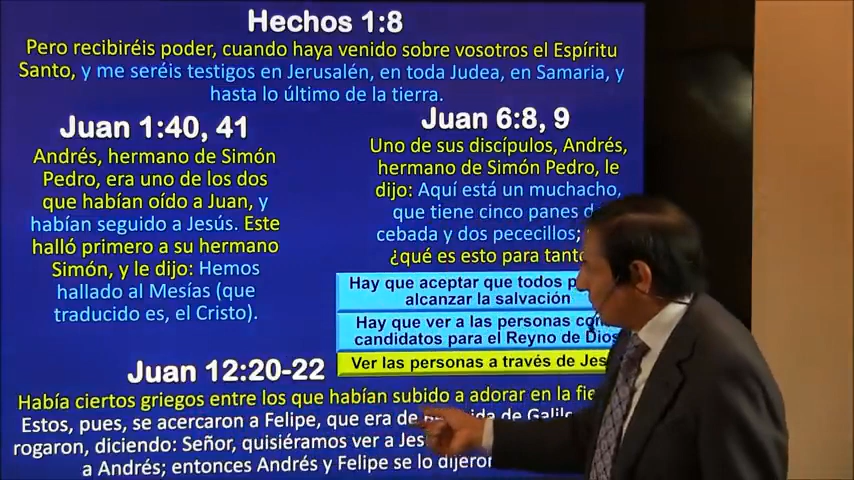 Hechos 1:8
Pero recibiréis poder, cuando haya venido sobre vosotros el Espíritu
Santo, y me seréis testigos en Jerusalén, en toda Judea, en Samaria, y
hasta lo último de la tierra.
Juan 1:40, 41
Andrés, hermano de Simón
Pedro, era uno de los dos
que habían oído a Juan, y
habían seguido a Jesús. Este
halló primero a su hermano
Simón, y le dijo: Hemos
hallado al Mesías (que
traducido es, el Cristo).
Juan 6:8, 9
Uno de sus discípulos, Andrés,
hermano de Simón Pedro, le
dijo: Aquí está un muchacho,
que tiene cinco panes
cebada y dos pececillos;
¿qué es esto para
Hay que aceptar que todos
alcanzar la salvación
Hay que ver a las personas
candidatos para el Reino de Dios
Ver las personas a través de
Juan 12:20-22
Había ciertos griegos entre los que habían subido a adorar en la
Estos, pues, se acercaron a Felipe, que era de
rogaron, diciendo: Señor, quisiéramos ver a
a Andrés; entonces Andrés y Felipe se lo